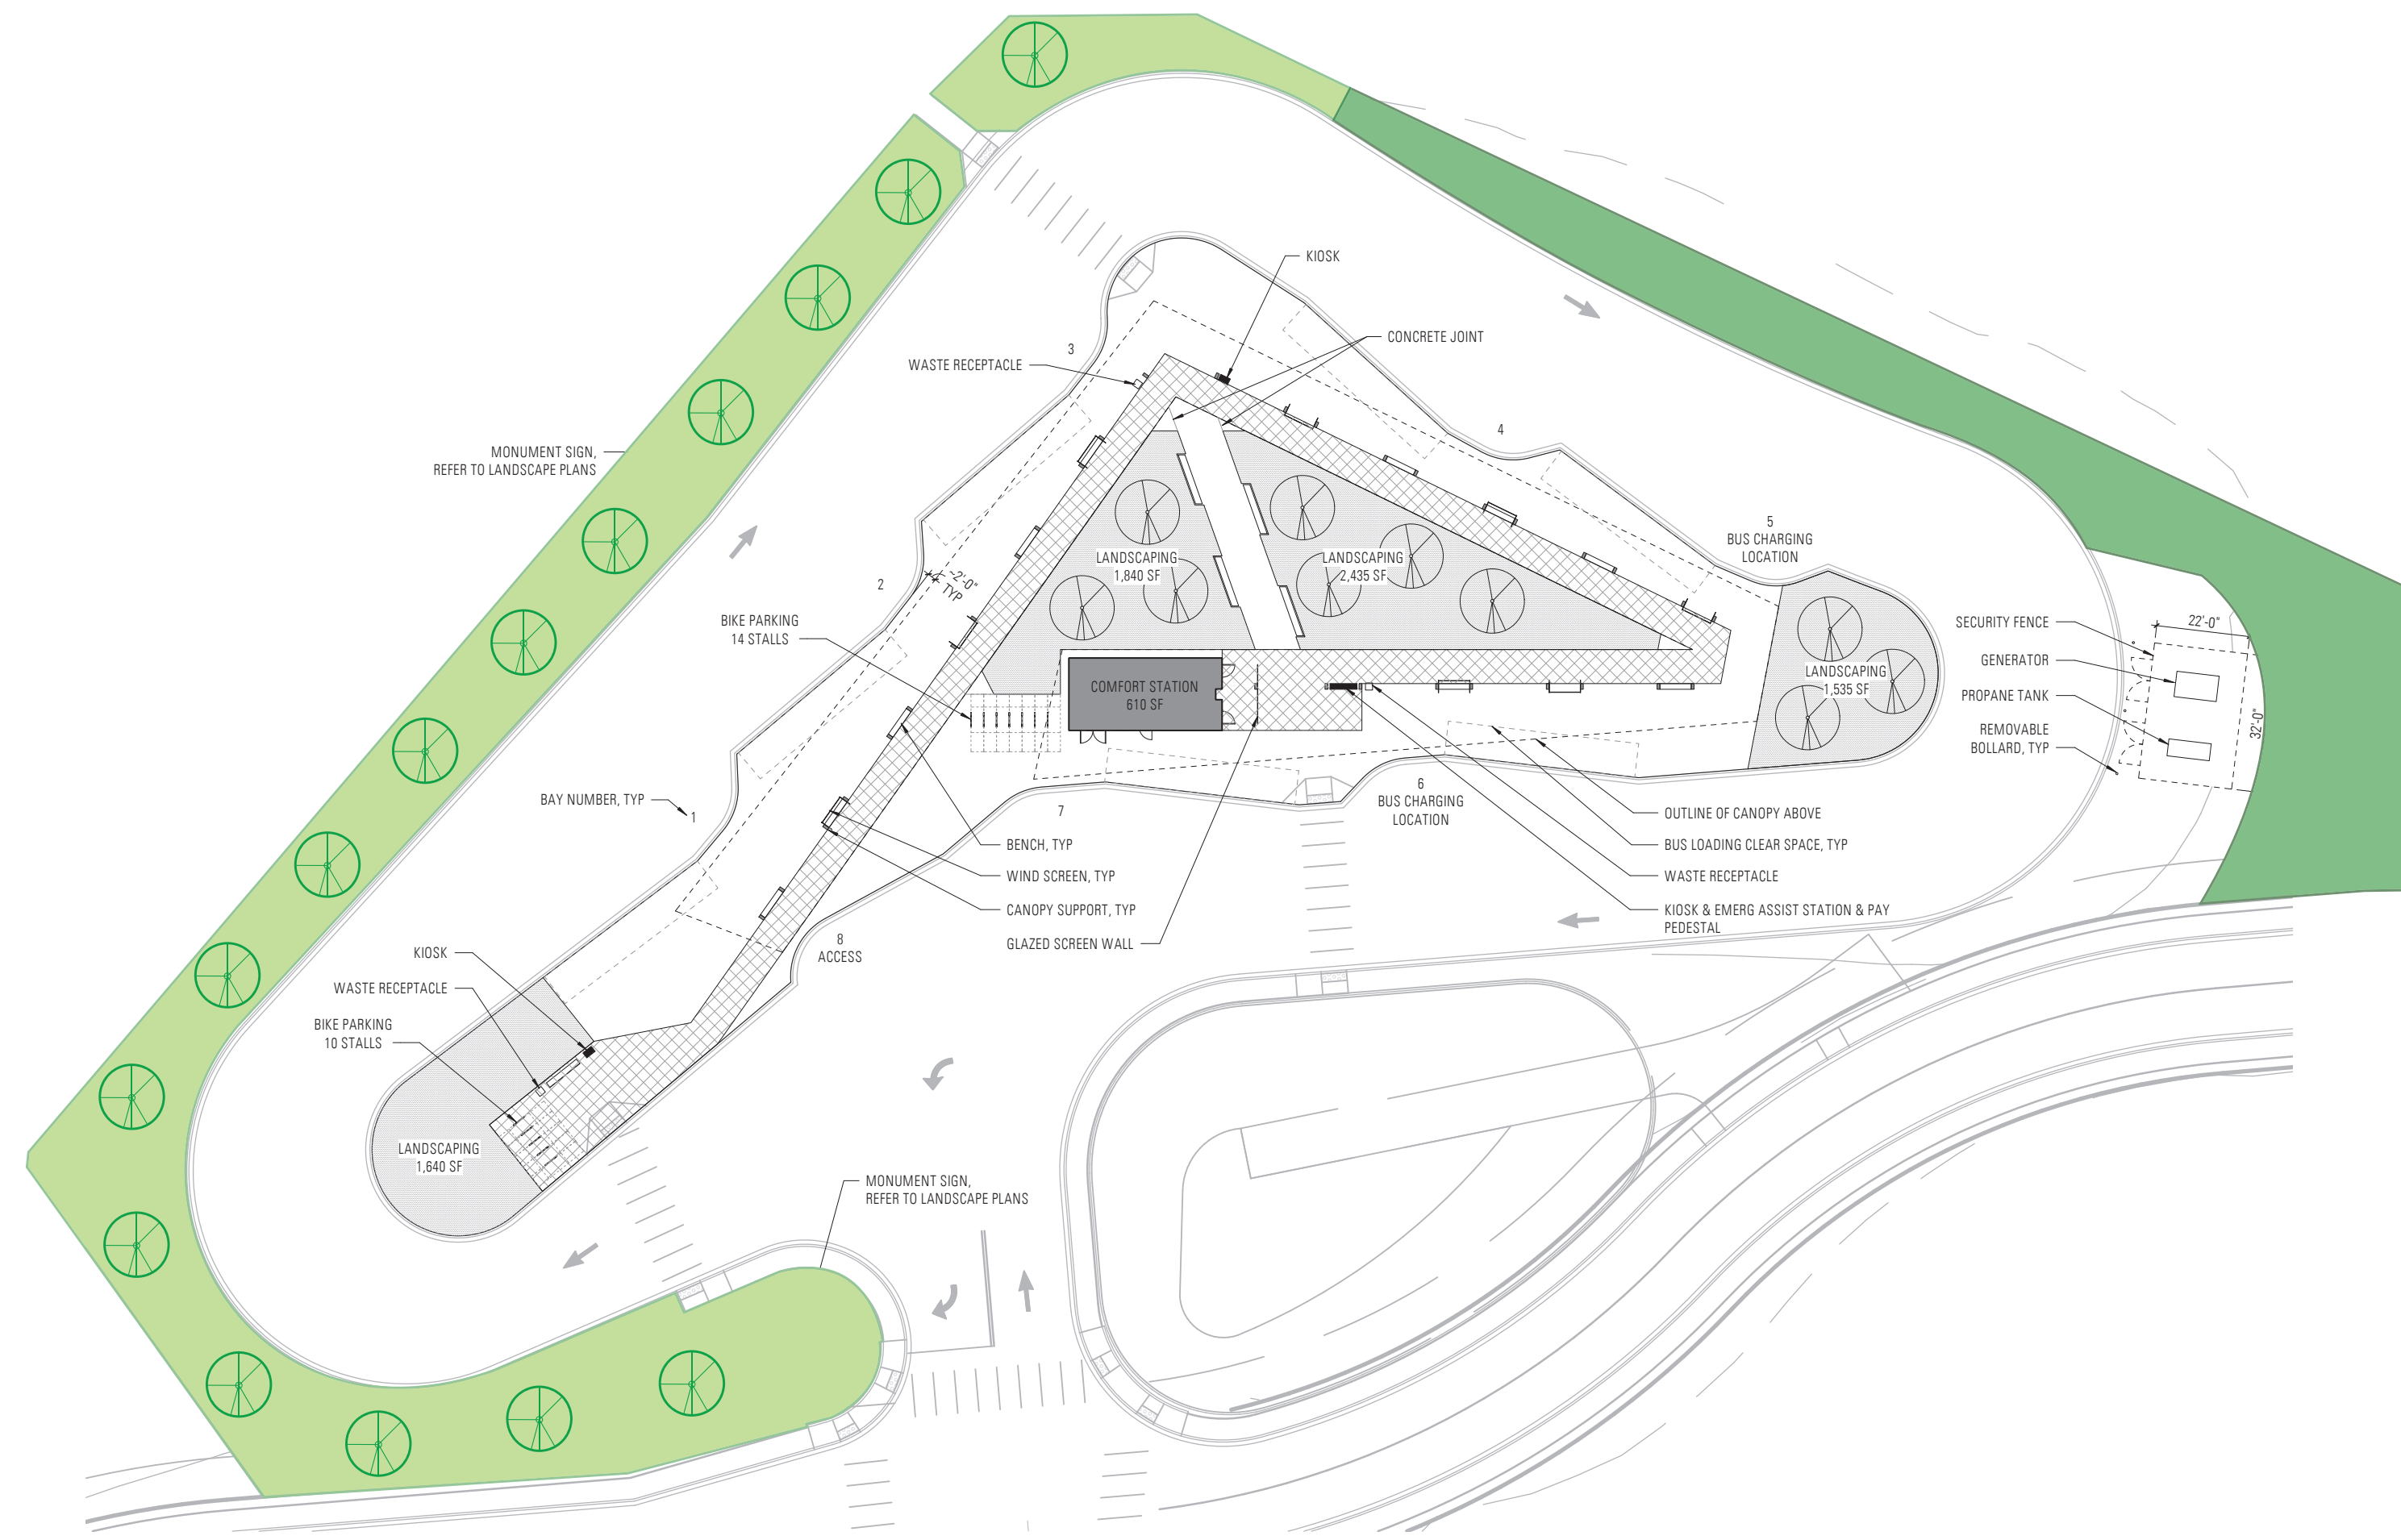 KIOSK
CONCRETE JOINT
3
WASTE RECEPTACLE
4
MONUMENT SIGN,
REFER TO LANDSCAPE PLANS
5
BUS CHARGING
LOCATION
LANDSCAPING
1,840 SF
LANDSCAPING
2,435 SF
2
~2'-0"
TYP
BIKE PARKING
14 STALLS
SECURITY FENCE
22'-0"
GENERATOR
PROPANE TANK
REMOVABLE
BOLLARD, TYP
32'-0"
LANDSCAPING
1,535 SF
COMFORT STATION
610 SF
BAY NUMBER, TYP
1
7
6
BUS CHARGING
LOCATION
OUTLINE OF CANOPY ABOVE
BENCH, TYP
BUS LOADING CLEAR SPACE, TYP
WIND SCREEN, TYP
WASTE RECEPTACLE
CANOPY SUPPORT, TYP
KIOSK & EMERG ASSIST STATION & PAY
PEDESTAL
GLAZED SCREEN WALL
8
ACCESS
KIOSK
WASTE RECEPTACLE
BIKE PARKING
10 STALLS
LANDSCAPING
1,640 SF
MONUMENT SIGN,
REFER TO LANDSCAPE PLANS